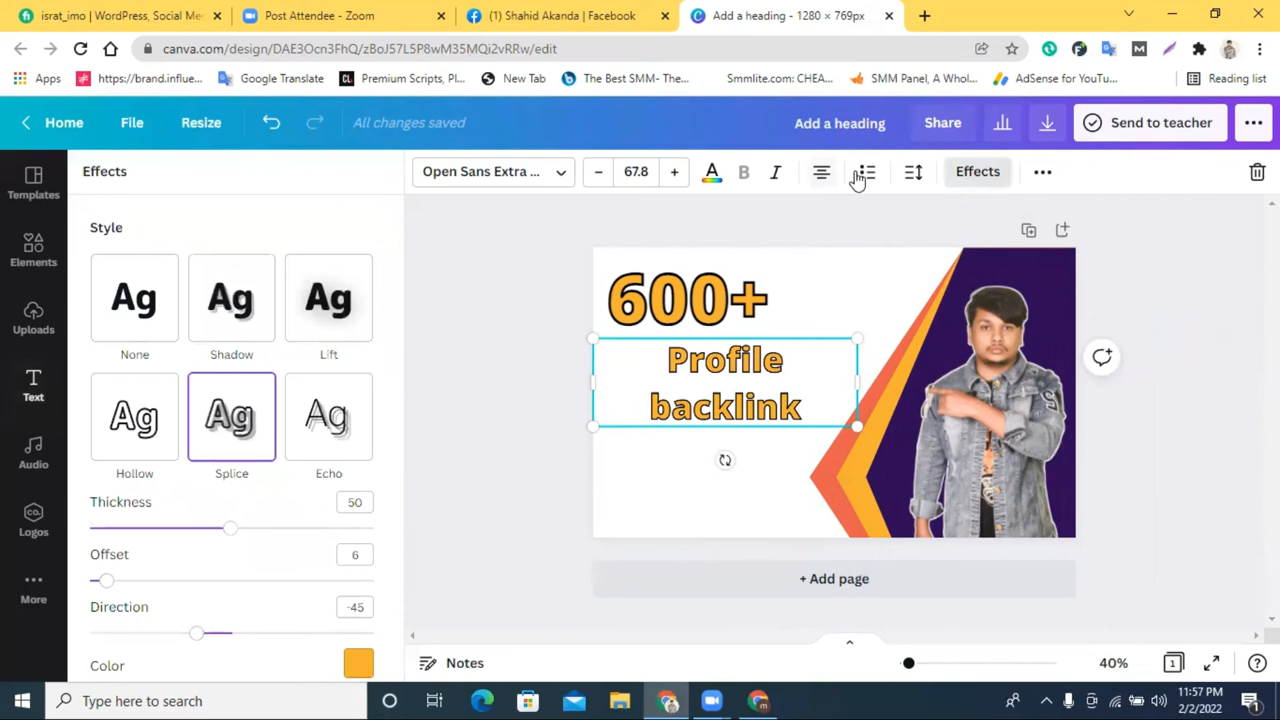 israt_imo | WordPress, Social Me
Post Attendee - Zoom
(1) Shahid Akanda | Facebook
Add a heading - 1280 × 769px
canva.com/design/DAE3Ocn3FhQ/zBoJ57L5P8wM35MQi2vRRw/edit
Apps
https://brand.influe...
Google Translate
Premium Scripts, Pl...
New Tab
The Best SMM- The...
Smmlite.com: CHEA...
SMM Panel, A Whol...
AdSense for YouTu...
Reading list
Home
File
Resize
All changes saved
Add a heading
Share
Send to teacher
Templates
Elements
Uploads
Text
Audio
Logos
More
Effects
Style
Ag
Ag
Ag
None
Shadow
Lift
Ag
Ag
Ag
Hollow
Splice
Echo
Thickness
50
Offset
6
Direction
-45
Color
Open Sans Extra ...
67.8
A
B
I
Effects
600+
Profile
backlink
+ Add page
Notes
40%
1
Type here to search
11:57 PM
2/2/2022